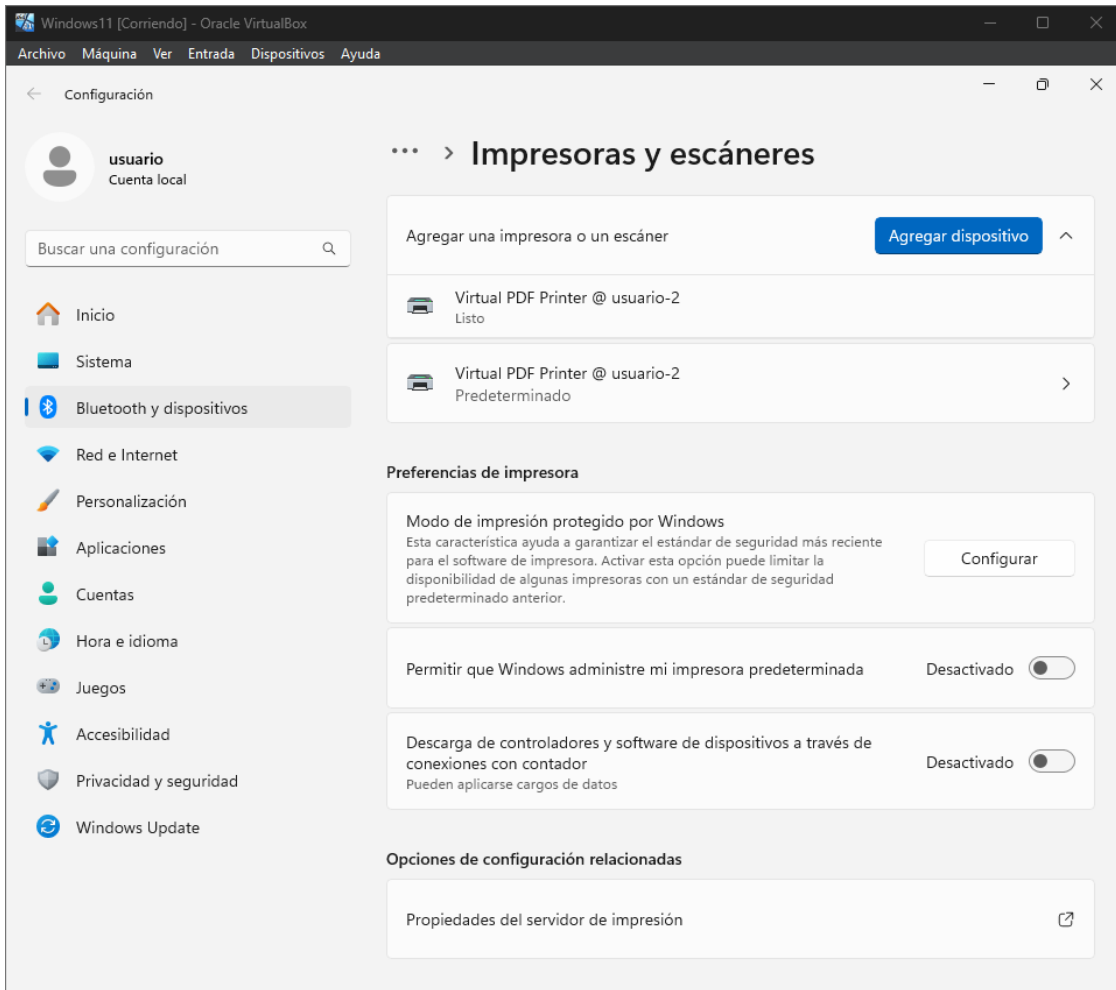 Windows11 [Corriendo] - Oracle VirtualBox
Archivo Máquina Ver Entrada Dispositivos Ayuda
Configuración
usuario
Cuenta local
Buscar una configuración
Inicio
Sistema
Bluetooth y dispositivos
Red e Internet
Personalización
Aplicaciones
Cuentas
Hora e idioma
Juegos
Accesibilidad
Privacidad y seguridad
Windows Update
... > Impresoras y escáneres
Agregar una impresora o un escáner
Agregar dispositivo
Virtual PDF Printer @ usuario-2
Listo
Virtual PDF Printer @ usuario-2
Predeterminado
Preferencias de impresora
Modo de impresión protegido por Windows
Esta característica ayuda a garantizar el estándar de seguridad más reciente
para el software de impresora. Activar esta opción puede limitar la
disponibilidad de algunas impresoras con un estándar de seguridad
predeterminado anterior.
Configurar
Permitir que Windows administre mi impresora predeterminada
Desactivado
Descarga de controladores y software de dispositivos a través de
conexiones con contador
Pueden aplicarse cargos de datos
Desactivado
Opciones de configuración relacionadas
Propiedades del servidor de impresión